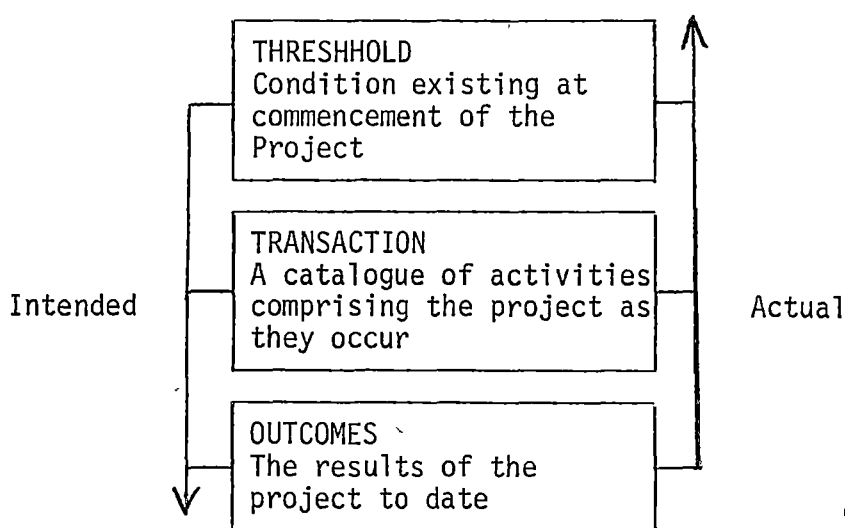 THRESHHOLD
Condition existing at
commencement of the
Project
TRANSACTION
A catalogue of activities
comprising the project as
they occur
Intended
Actual
OUTCOMES
The results of the
project to date